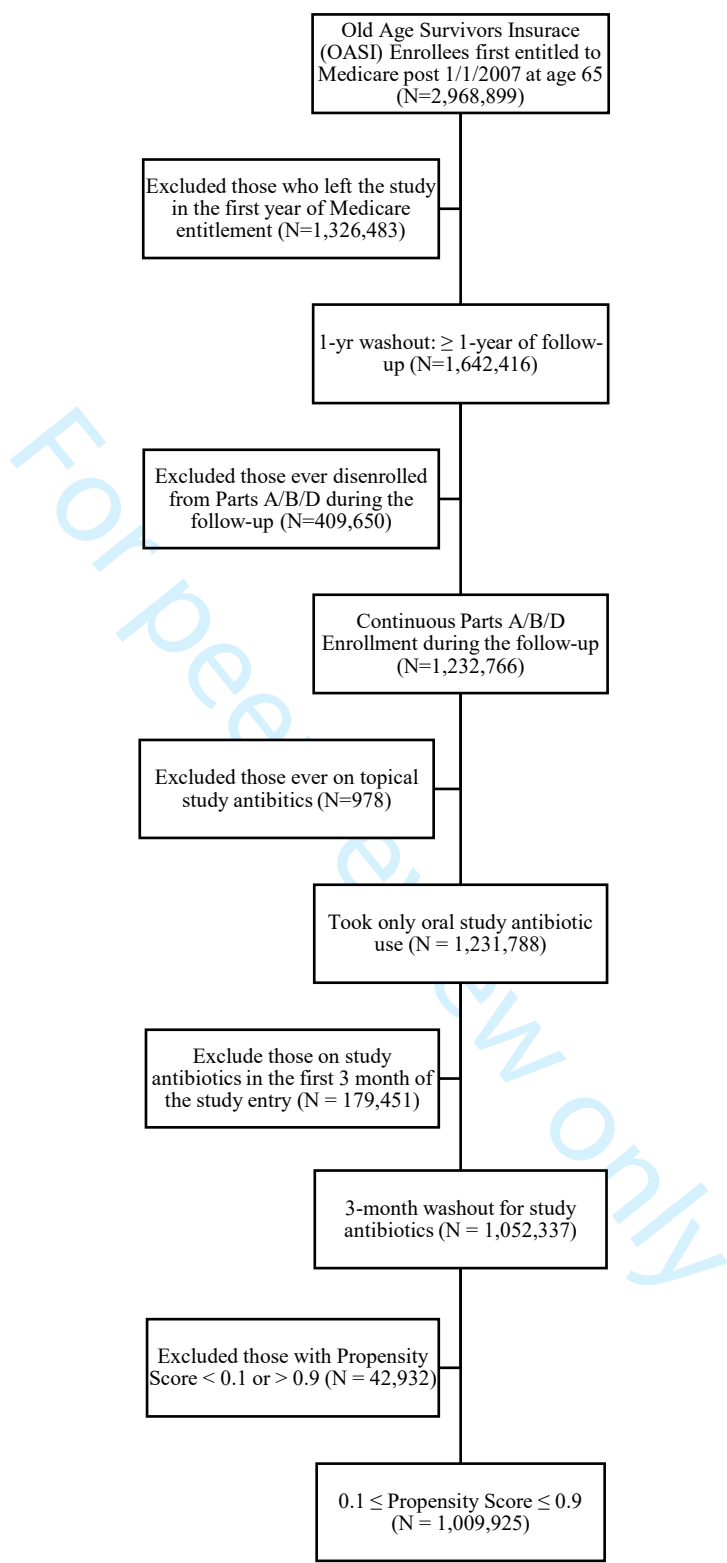 Old Age Survivors Insurace
(OASI) Enrollees first entitled to
Medicare post 1/1/2007 at age 65
(N=2,968,899)
Excluded those who left the study
in the first year of Medicare
entitlement (N=1,326,483)
1-yr washout: ≥ 1-year of follow-
up (N=1,642,416)
Excluded those ever disenrolled
from Parts A/B/D during the
follow-up (N=409,650)
Continuous Parts A/B/D
Enrollment during the follow-up
(N=1,232,766)
Excluded those ever on topical
study antibitics (N=978)
Took only oral study antibiotic
use (N = 1,231,788)
Exclude those on study
antibiotics in the first 3 month of
the study entry (N = 179,451)
3-month washout for study
antibiotics (N = 1,052,337)
Excluded those with Propensity
Score < 0.1 or > 0.9 (N = 42,932)
0.1 ≤ Propensity Score ≤ 0.9
(N = 1,009,925)
For peer review only